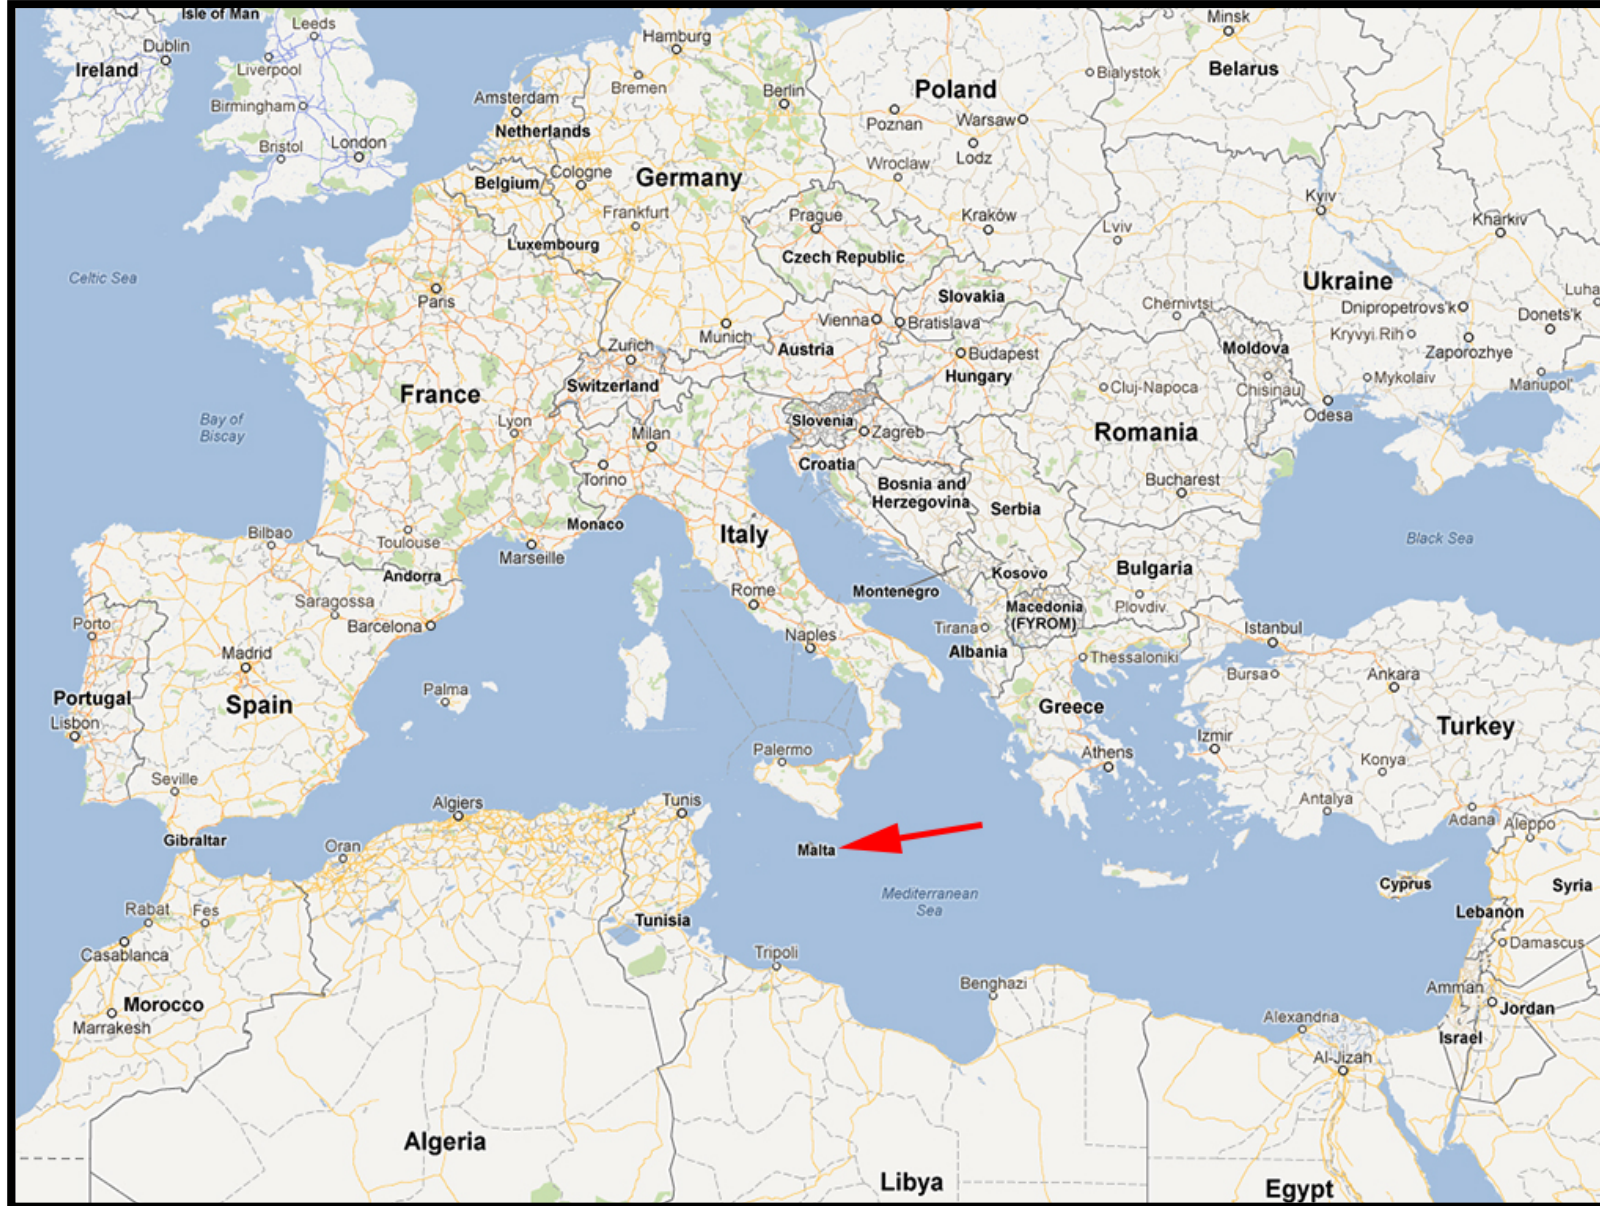 Isle of Man
Leeds
Dublin
Ireland
Liverpool
Birmingham
Bristol
London
Hamburg
Bremen
Berlin
Amsterdam
Netherlands
Belgium
Cologne
Germany
Frankfurt
Luxembourg
Poland
Poznan
Warsaw
Lodz
Wroclaw
Kraków
Bialystok
Minsk
Belarus
Prague
Czech Republic
Lviv
Kyiv
Kharkiv
Ukraine
Luha
Dnipropetrovs'k
Donets'k
Kryvyi Rih
Zaporozhye
Mykolaiv
Mariupol'
Odesa
Chernivtsi
Moldova
Chisinau
Celtic Sea
Paris
France
Bay of
Biscay
Lyon
Zurich
Switzerland
Munich
Vienna
Bratislava
Slovakia
Austria
Budapest
Hungary
Cluj-Napoca
Romania
Bucharest
Slovenia
Zagreb
Croatia
Milan
Torino
Monaco
Italy
Bosnia and
Herzegovina
Serbia
Bilbao
Toulouse
Marseille
Andorra
Saragossa
Barcelona
Porto
Madrid
Portugal
Spain
Lisbon
Seville
Palma
Gibraltar
Rome
Naples
Palermo
Montenegro
Kosovo
Macedonia
(FYROM)
Tirana
Albania
Bulgaria
Plovdiv
Black Sea
Thessaloniki
Greece
Athens
Istanbul
Bursa
Ankara
Turkey
Izmir
Konya
Antalya
Adana
Aleppo
Algiers
Oran
Tunis
Malta
Mediterranean
Sea
Cyprus
Syria
Lebanon
Damascus
Rabat
Fes
Casablanca
Morocco
Marrakesh
Tunisia
Tripoli
Benghazi
Alexandria
Al-Jizah
Amman
Jordan
Israel
Algeria
Libya
Egypt